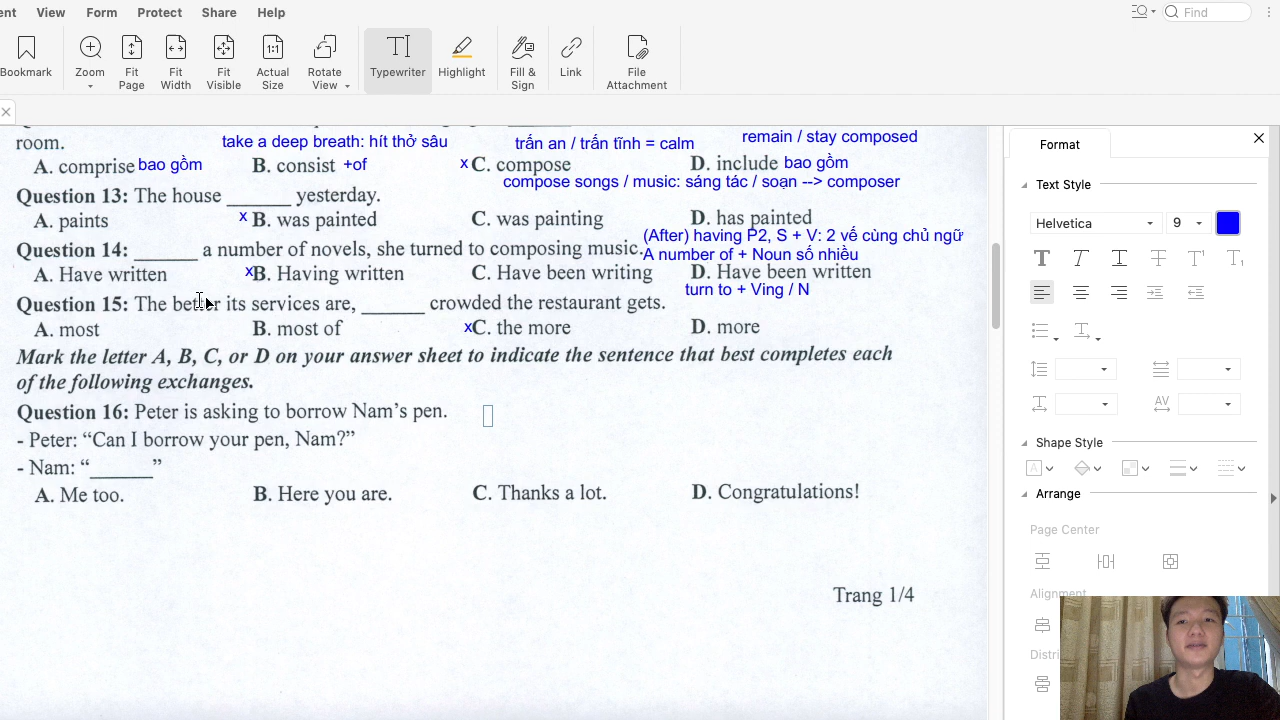 ent View Form Protect Share Help
Find
Bookmark Zoom Fit Page Fit Width Fit Visible Actual Size Rotate View Typewriter Highlight Fill & Sign Link File Attachment
room. take a deep breath: hít thở sâu trấn an / trấn tĩnh = calm remain / stay composed
A. comprise bao gồm B. consist +of x C. compose D. include bao gồm
compose songs / music: sáng tác / soạn --> composer
Question 13: The house ______ yesterday.
A. paints x B. was painted C. was painting D. has painted
(After) having P2, S + V: 2 vế cùng chủ ngữ
Question 14: ______ a number of novels, she turned to composing music.
A number of + Noun số nhiều
A. Have written x B. Having written C. Have been writing D. Have been written
turn to + Ving / N
Question 15: The better its services are, ______ crowded the restaurant gets.
A. most B. most of x C. the more D. more
Mark the letter A, B, C, or D on your answer sheet to indicate the sentence that best completes each
of the following exchanges.
Question 16: Peter is asking to borrow Nam's pen.
- Peter: "Can I borrow your pen, Nam?"
- Nam: "______"
A. Me too. B. Here you are. C. Thanks a lot. D. Congratulations!
Trang 1/4
Format
Text Style
Helvetica 9
Shape Style
Arrange
Page Center
Alignment